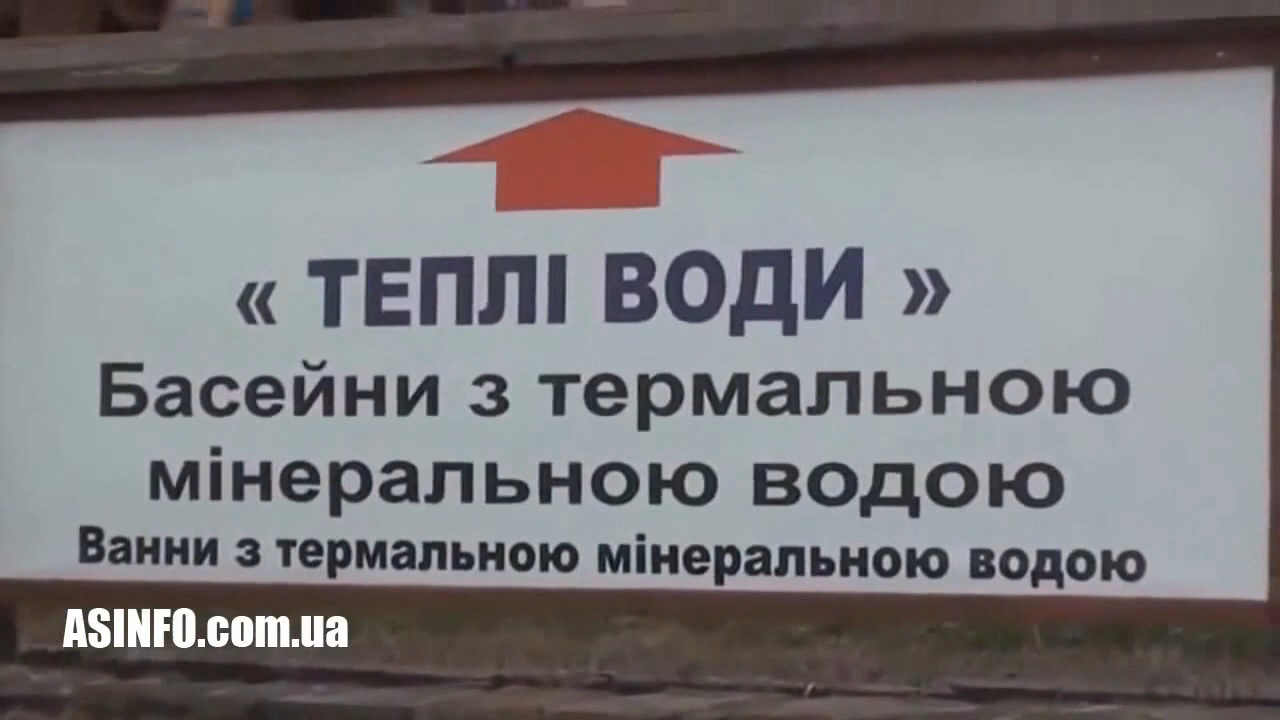 « ТЕПЛІ ВОДИ »
Басейни з термальною
мінеральною водою
Ванни з термальною мінеральною водою
ASINFO.com.ua